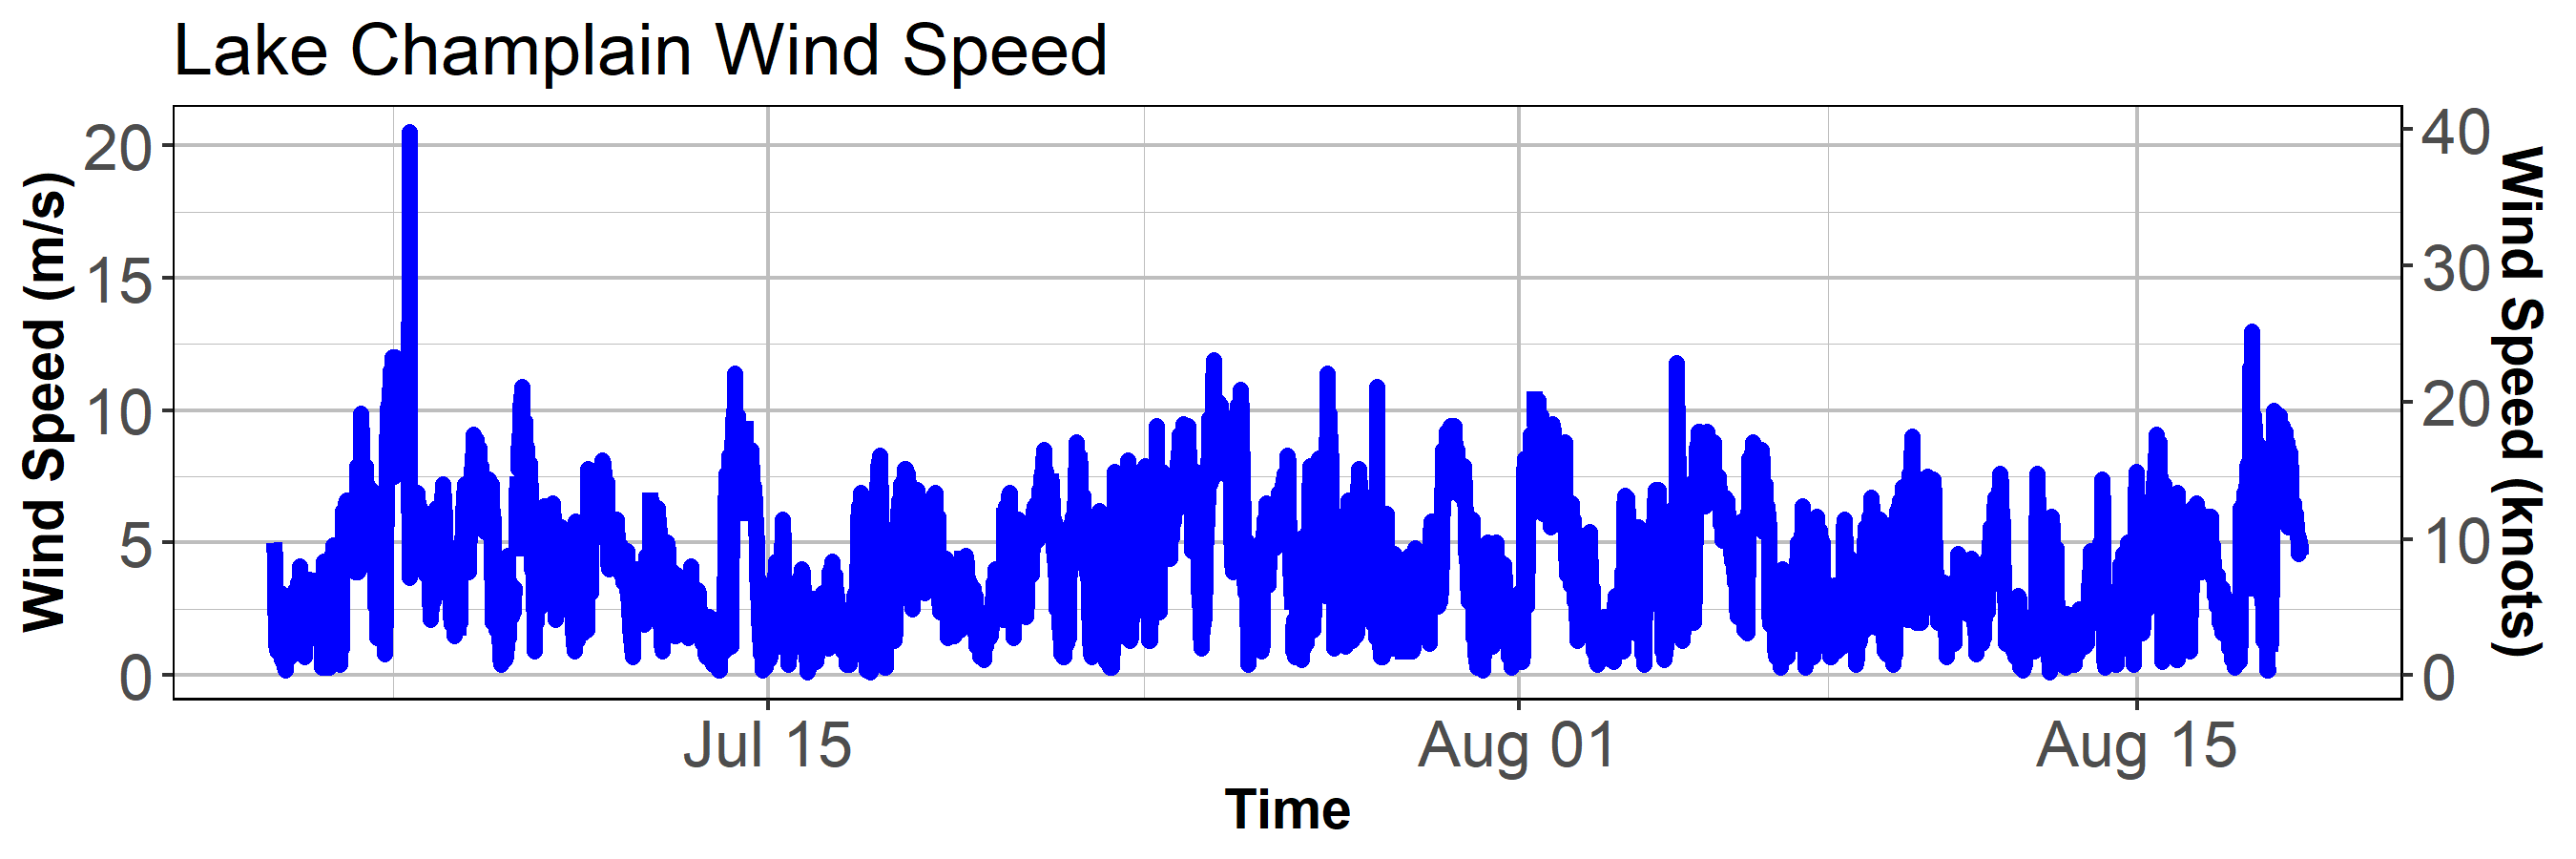 Lake Champlain Wind Speed
Wind Speed (m/s)
20
15
10
5
0
40
30
20
10
0
Wind Speed (knots)
Jul 15
Aug 01
Aug 15
Time